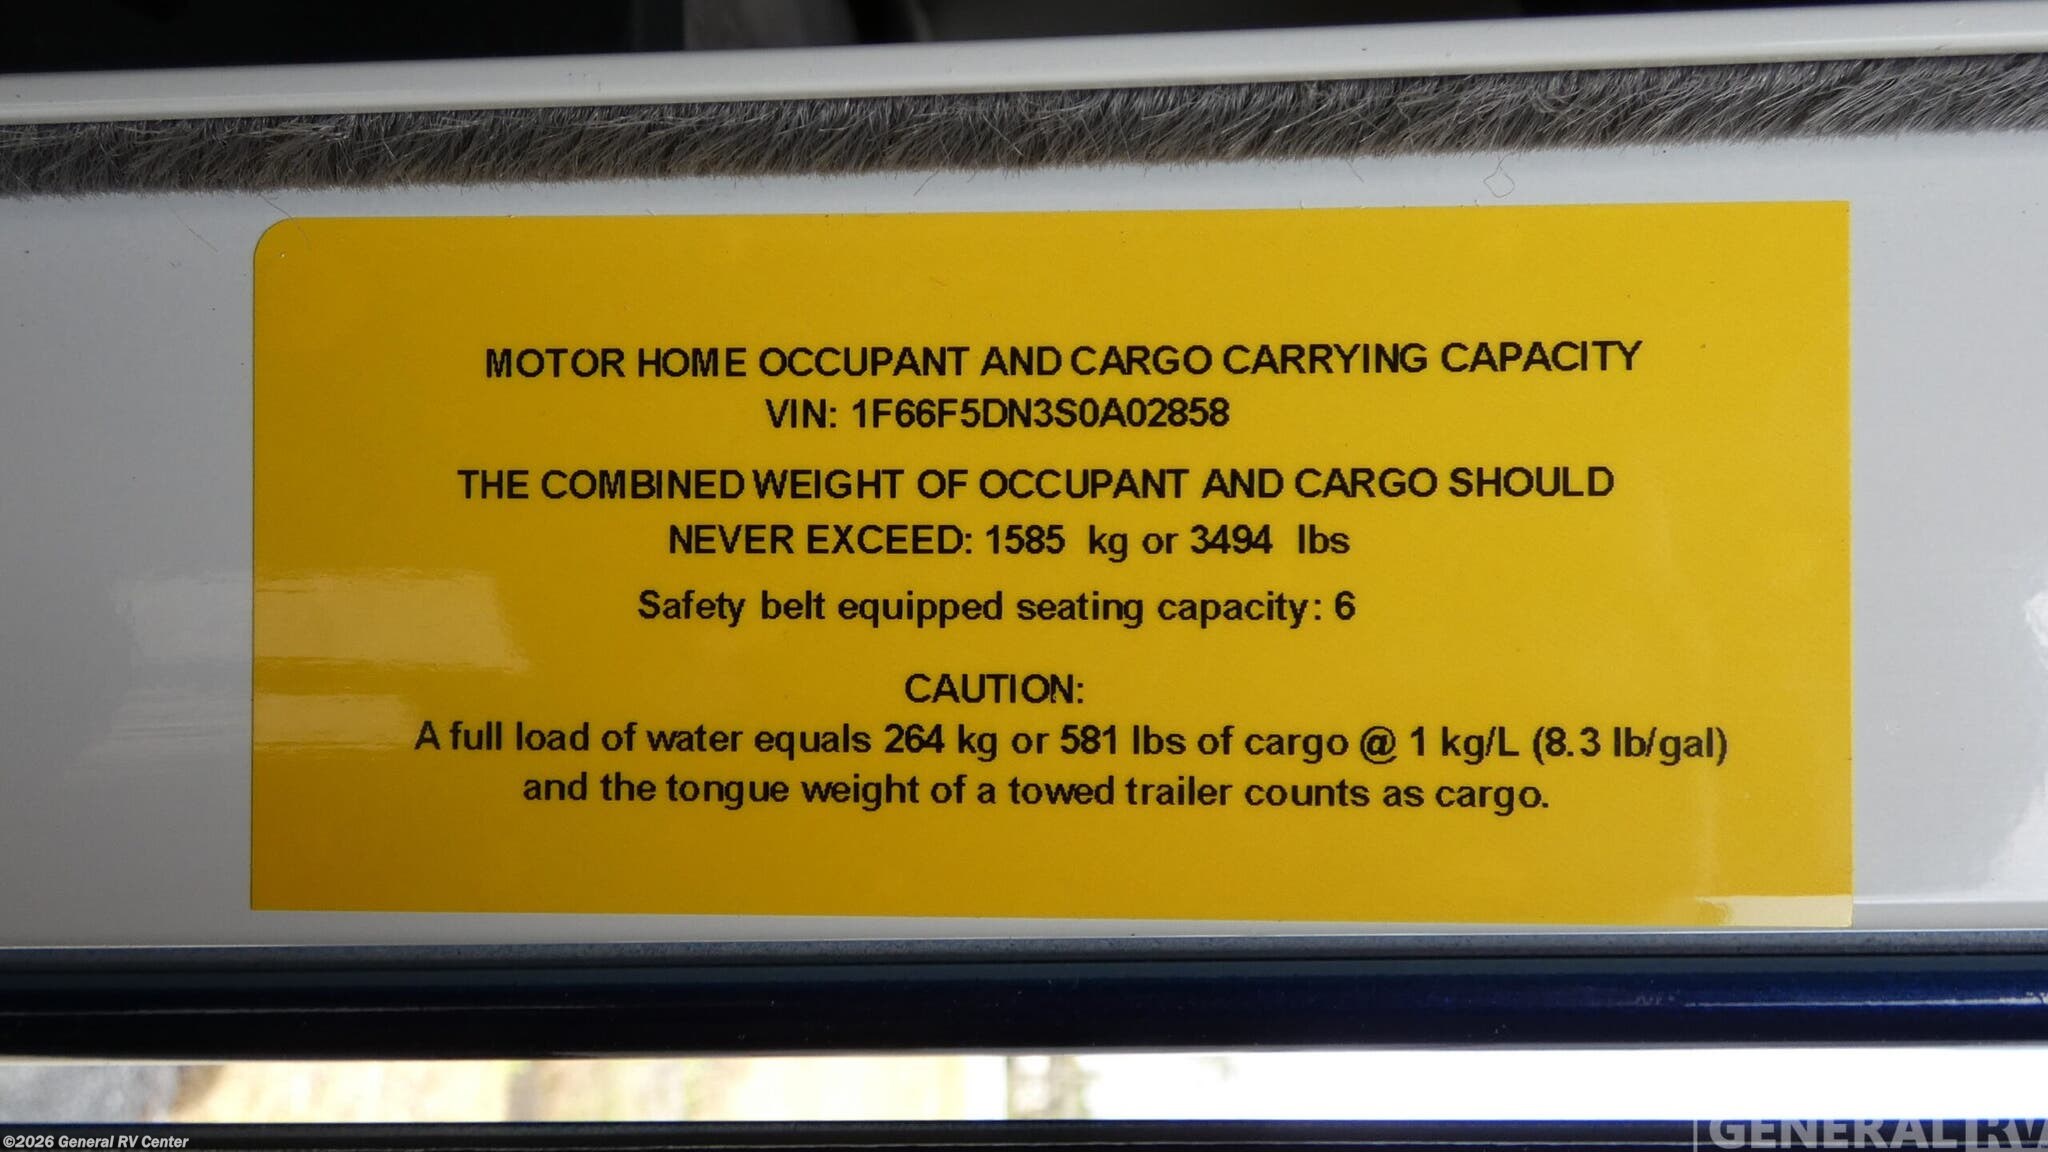 MOTOR HOME OCCUPANT AND CARGO CARRYING CAPACITY
VIN: 1F66F5DN3S0A02858
THE COMBINED WEIGHT OF OCCUPANT AND CARGO SHOULD
NEVER EXCEED: 1585 kg or 3494 lbs
Safety belt equipped seating capacity: 6
CAUTION:
A full load of water equals 264 kg or 581 lbs of cargo @ 1 kg/L (8.3 lb/gal)
and the tongue weight of a towed trailer counts as cargo.
©2026 General RV Center
GENERAL RV